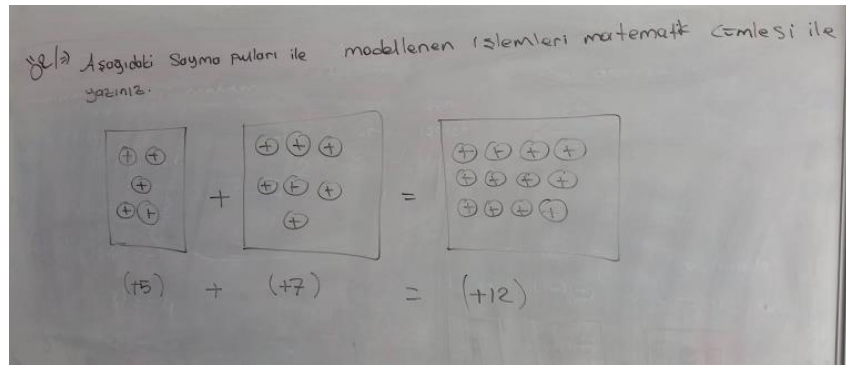 Aşağıdaki Sayma pulları ile modellenen işlemleri matematik cümlesi ile
yazınız.
+ + + + + + + + =  + + + +
+ + + + + + + +
+ + + + + + +
(+5) + (+7) = (+12)